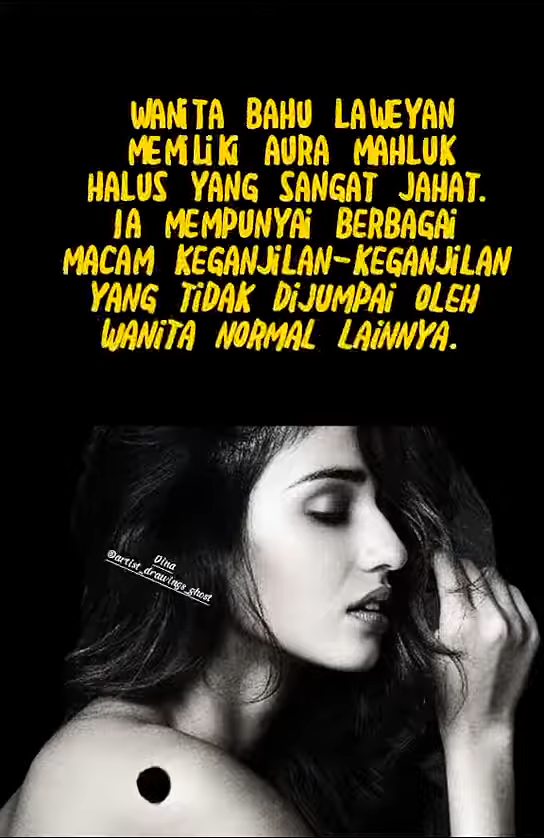 WANITA BAHU LAWEYAN
MEMILIKI AURA MAHLUK
HALUS YANG SANGAT JAHAT.
IA MEMPUNYAI BERBAGAI
MACAM KEGANJILAN-KEGANJILAN
YANG TIDAK DIJUMPAI OLEH
WANITA NORMAL LAINNYA.
Dina
@artist_drawings_ghost